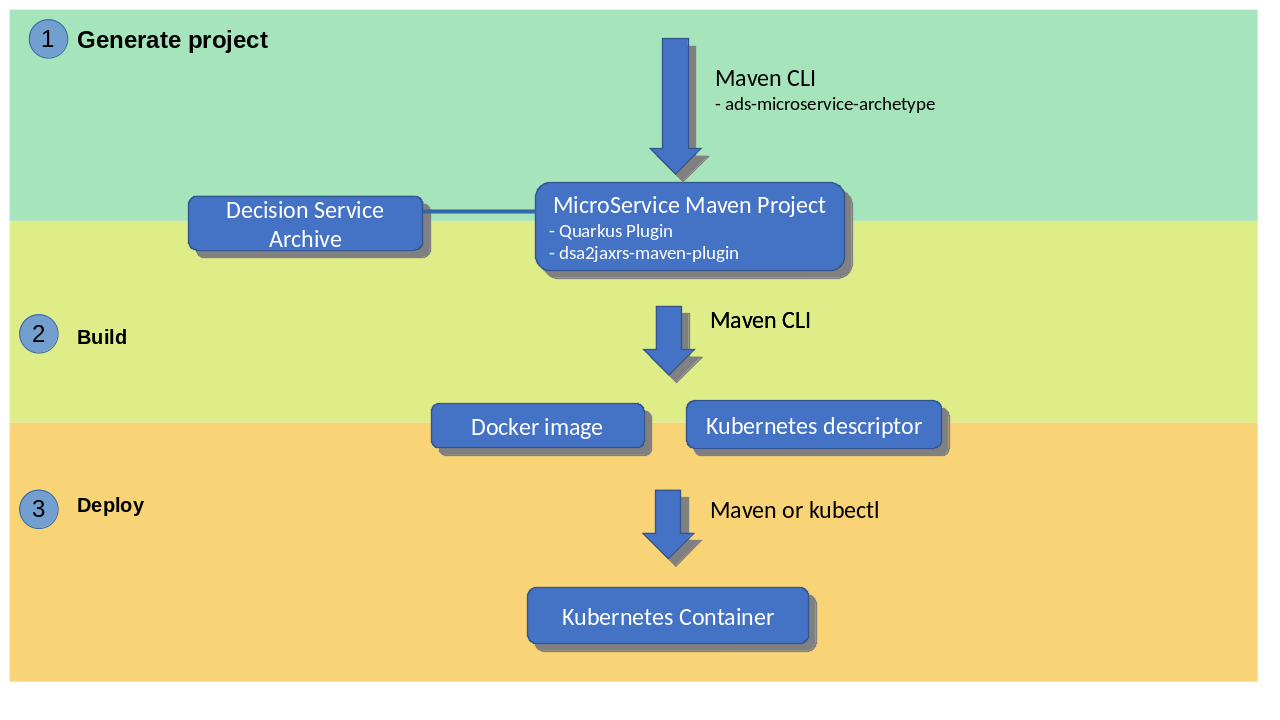 1 Generate project
Maven CLI
- ads-microservice-archetype
Decision Service
Archive
MicroService Maven Project
- Quarkus Plugin
- dsa2jaxrs-maven-plugin
2 Build
Maven CLI
Docker image
Kubernetes descriptor
3 Deploy
Maven or kubectl
Kubernetes Container